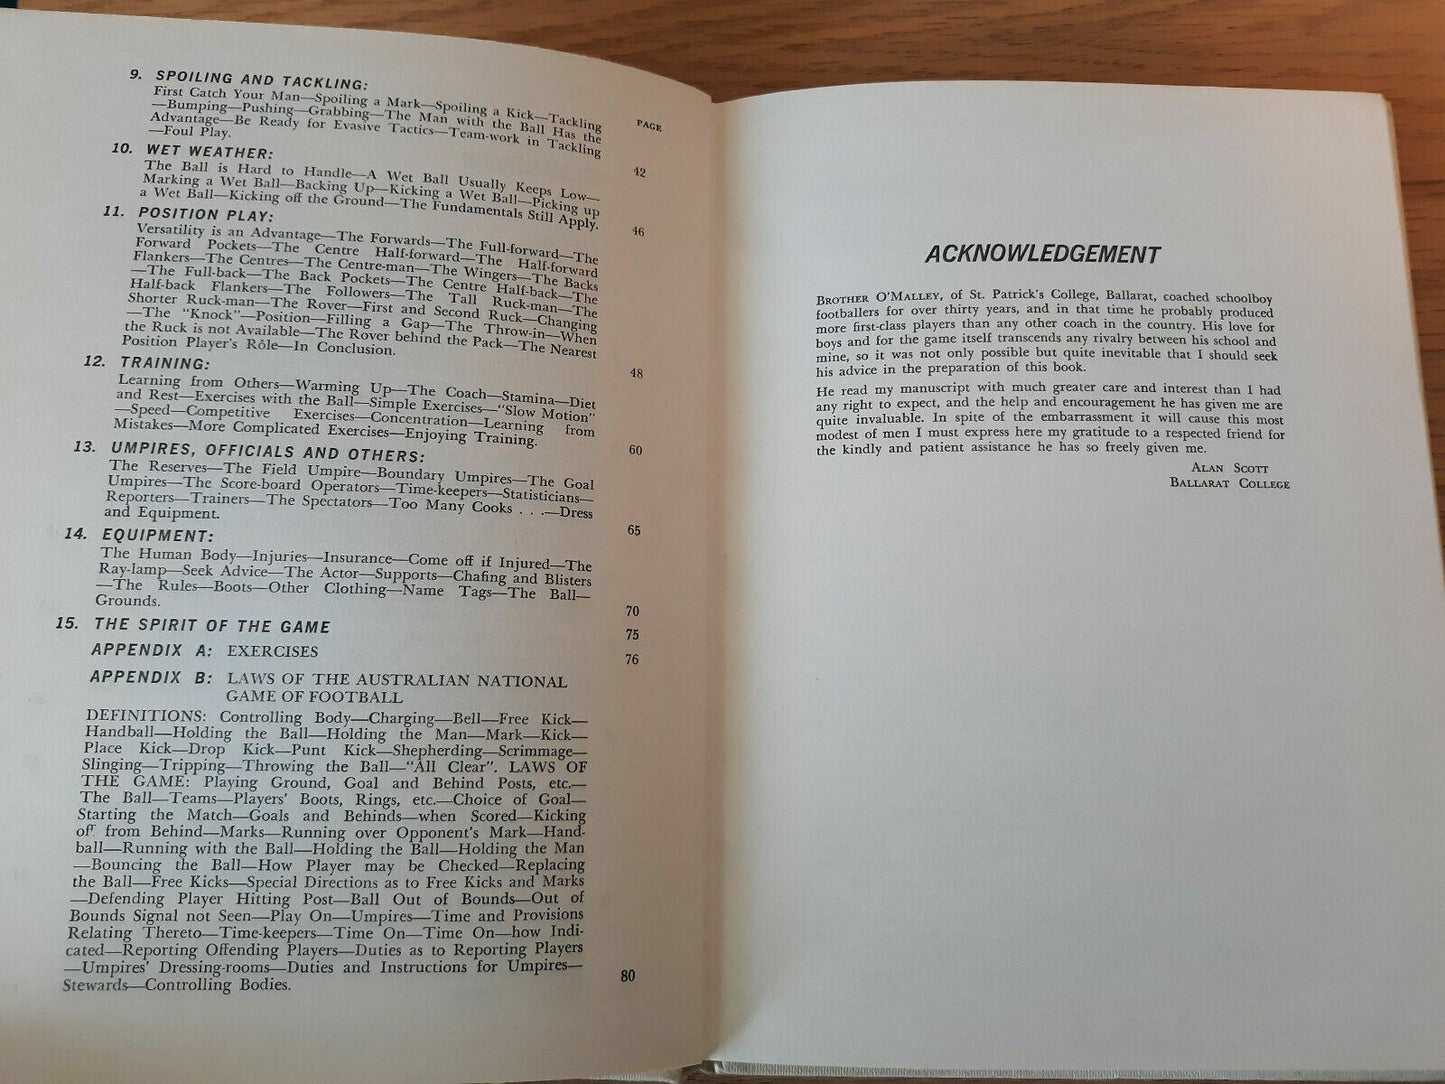 PAGE
9. SPOILING AND TACKLING:
First Catch Your Man—Spoiling a Mark—Spoiling a Kick—Tackling
—Bumping—Pushing—Grabbing—The Man with the Ball Has the
Advantage—Be Ready for Evasive Tactics—Team-work in Tackling
—Foul Play. 42
10. WET WEATHER:
The Ball is Hard to Handle—A Wet Ball Usually Keeps Low—
Marking a Wet Ball—Backing Up—Kicking a Wet Ball—Picking up
a Wet Ball—Kicking off the Ground—The Fundamentals Still Apply. 46
11. POSITION PLAY:
Versatility is an Advantage—The Forwards—The Full-forward—The
Forward Pockets—The Centre Half-forward—The Half-forward
Flankers—The Centres—The Centre-man—The Wingers—The Backs
—The Full-back—The Back Pockets—The Centre Half-back—The
Half-back Flankers—The Followers—The Tall Ruck-man—The
Shorter Ruck-man—The Rover—First and Second Ruck—Changing
—The "Knock"—Position—Filling a Gap—The Throw-in—When
the Ruck is not Available—The Rover behind the Pack—The Nearest
Position Player's Rôle—In Conclusion. 48
12. TRAINING:
Learning from Others—Warming Up—The Coach—Stamina—Diet
and Rest—Exercises with the Ball—Simple Exercises—"Slow Motion"
—Speed—Competitive Exercises—Concentration—Learning from
Mistakes—More Complicated Exercises—Enjoying Training. 60
13. UMPIRES, OFFICIALS AND OTHERS:
The Reserves—The Field Umpire—Boundary Umpires—The Goal
Umpires—The Score-board Operators—Time-keepers—Statisticians—
Reporters—Trainers—The Spectators—Too Many Cooks . . .—Dress
and Equipment. 65
14. EQUIPMENT:
The Human Body—Injuries—Insurance—Come off if Injured—The
Ray-lamp—Seek Advice—The Actor—Supports—Chafing and Blisters
—The Rules—Boots—Other Clothing—Name Tags—The Ball—
Grounds. 70
15. THE SPIRIT OF THE GAME 75
APPENDIX A: EXERCISES 76
APPENDIX B: LAWS OF THE AUSTRALIAN NATIONAL
GAME OF FOOTBALL
DEFINITIONS: Controlling Body—Charging—Bell—Free Kick—
Handball—Holding the Ball—Holding the Man—Mark—Kick—
Place Kick—Drop Kick—Punt Kick—Shepherding—Scrimmage—
Slinging—Tripping—Throwing the Ball—"All Clear". LAWS OF
THE GAME: Playing Ground, Goal and Behind Posts, etc.—
The Ball—Teams—Players' Boots, Rings, etc.—Choice of Goal—
Starting the Match—Goals and Behinds—when Scored—Kicking
off from Behind—Marks—Running over Opponent's Mark—Hand-
ball—Running with the Ball—Holding the Ball—Holding the Man
—Bouncing the Ball—How Player may be Checked—Replacing
the Ball—Free Kicks—Special Directions as to Free Kicks and Marks
—Defending Player Hitting Post—Ball Out of Bounds—Out of
Bounds Signal not Seen—Play On—Umpires—Time and Provisions
Relating Thereto—Time-keepers—Time On—Time On—how Indi-
cated—Reporting Offending Players—Duties as to Reporting Players
—Umpires' Dressing-rooms—Duties and Instructions for Umpires—
Stewards—Controlling Bodies. 80
ACKNOWLEDGEMENT
BROTHER O'MALLEY, of St. Patrick's College, Ballarat, coached schoolboy
footballers for over thirty years, and in that time he probably produced
more first-class players than any other coach in the country. His love for
boys and for the game itself transcends any rivalry between his school and
mine, so it was not only possible but quite inevitable that I should seek
his advice in the preparation of this book.
He read my manuscript with much greater care and interest than I had
any right to expect, and the help and encouragement he has given me are
quite invaluable. In spite of the embarrassment it will cause this most
modest of men I must express here my gratitude to a respected friend for
the kindly and patient assistance he has so freely given me.
ALAN SCOTT
BALLARAT COLLEGE